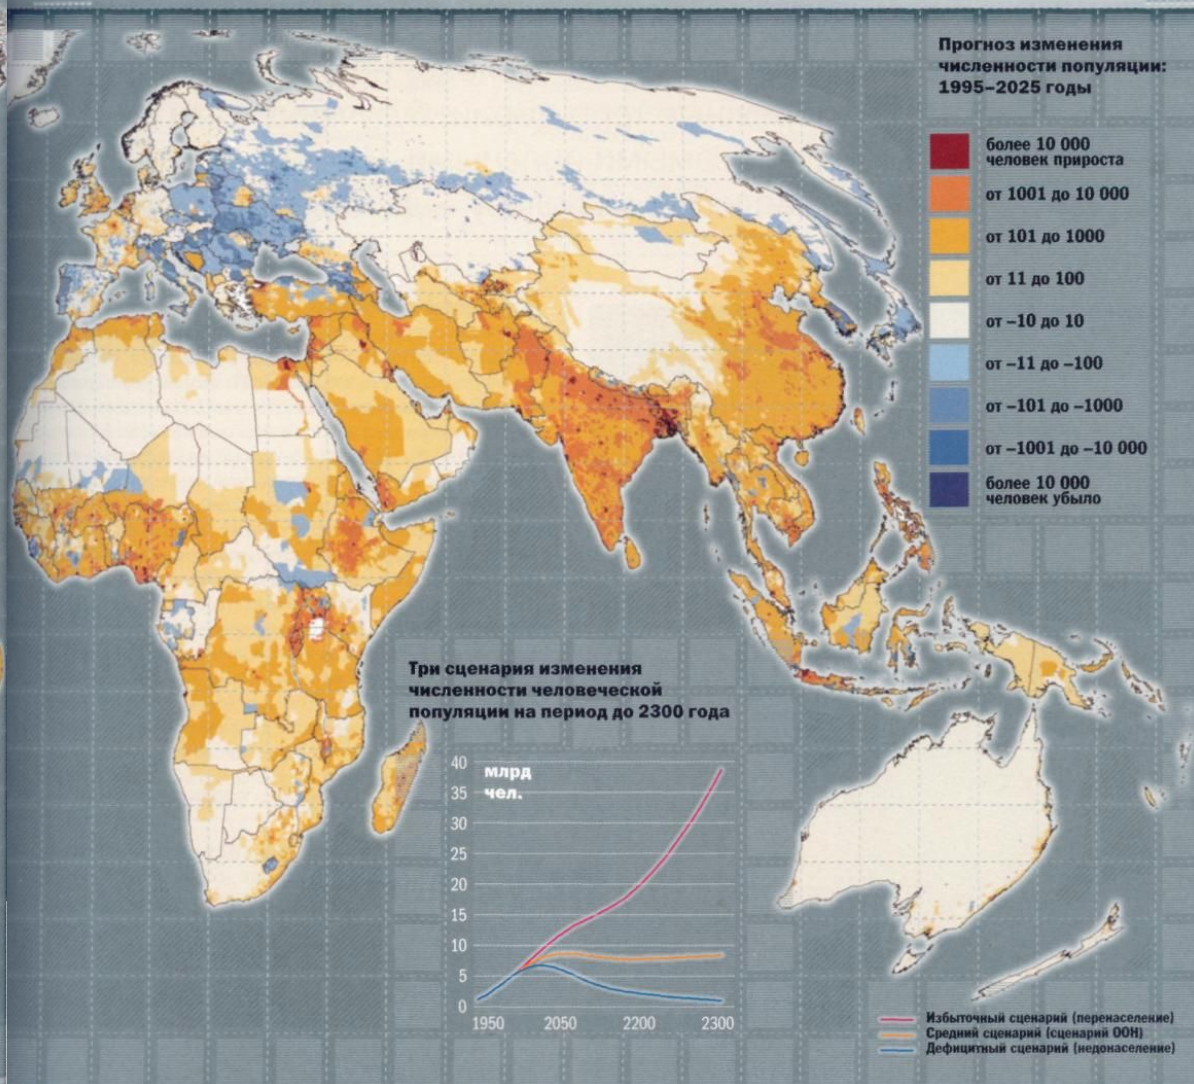 Прогноз изменения
численности популяции:
1995–2025 годы
более 10 000
человек прироста
от 1001 до 10 000
от 101 до 1000
от 11 до 100
от –10 до 10
от –11 до –100
от –101 до –1000
от –1001 до –10 000
более 10 000
человек убыло
Три сценария изменения
численности человеческой
популяции на период до 2300 года
млрд
чел.
40
35
30
25
20
15
10
5
0
1950 2050 2200 2300
Избыточный сценарий (перенаселение)
Средний сценарий (сценарий ООН)
Дефицитный сценарий (недонаселение)